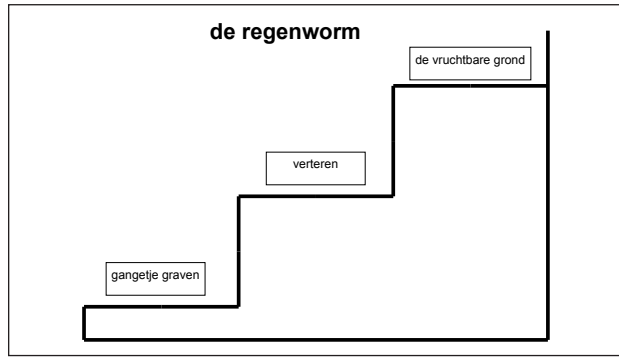 de regenworm
de vruchtbare grond
verteren
gangetje graven